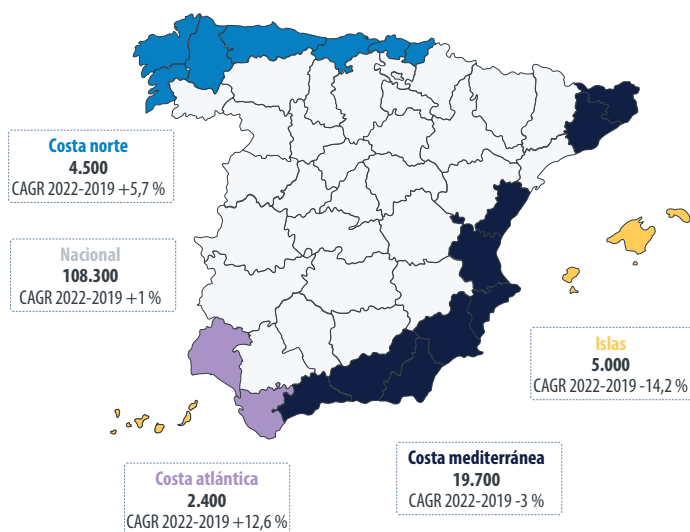 Costa norte
4.500
CAGR 2022-2019 +5,7 %
Nacional
108.300
CAGR 2022-2019 +1 %
Islas
5.000
CAGR 2022-2019 -14,2 %
Costa atlántica
2.400
CAGR 2022-2019 +12,6 %
Costa mediterránea
19.700
CAGR 2022-2019 -3 %